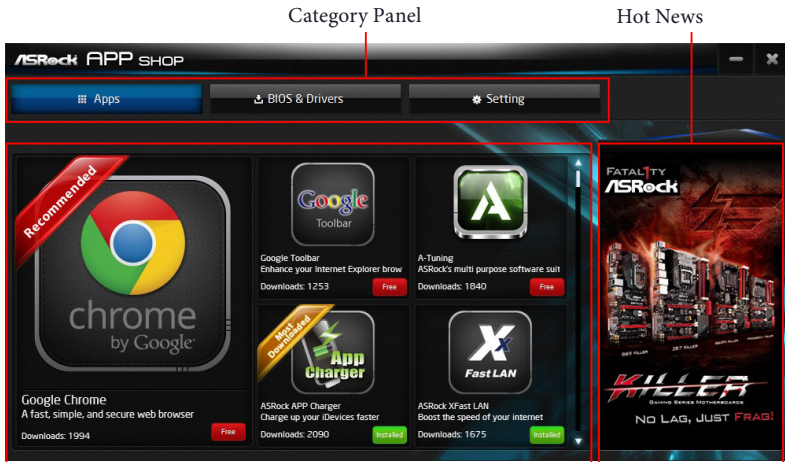 Category Panel
Hot News
ASRock APP SHOP
Apps
BIOS & Drivers
Setting
Recommended
chrome
by Google
Google Chrome
A fast, simple, and secure web browser
Downloads: 1994
Free
Google
Toolbar
Google Toolbar
Enhance your Internet Explorer brow
Downloads: 1253
Free
A-Tuning
ASRock's multi purpose software suit
Downloads: 1840
Free
Most
Downloaded
App
Charger
ASRock APP Charger
Charge up your iDevices faster
Downloads: 2090
Installed
Fast LAN
ASRock XFast LAN
Boost the speed of your internet
Downloads: 1675
Installed
FATAL1TY
ASRock
B85 KILLER
Z87 KILLER
KILLER
GAMING SERIES MOTHERBOARDS
NO LAG, JUST FRAG!